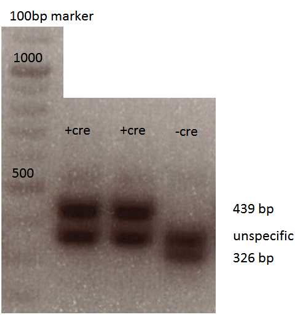 100bp marker
1000
+cre +cre -cre
500
439 bp
unspecific
326 bp